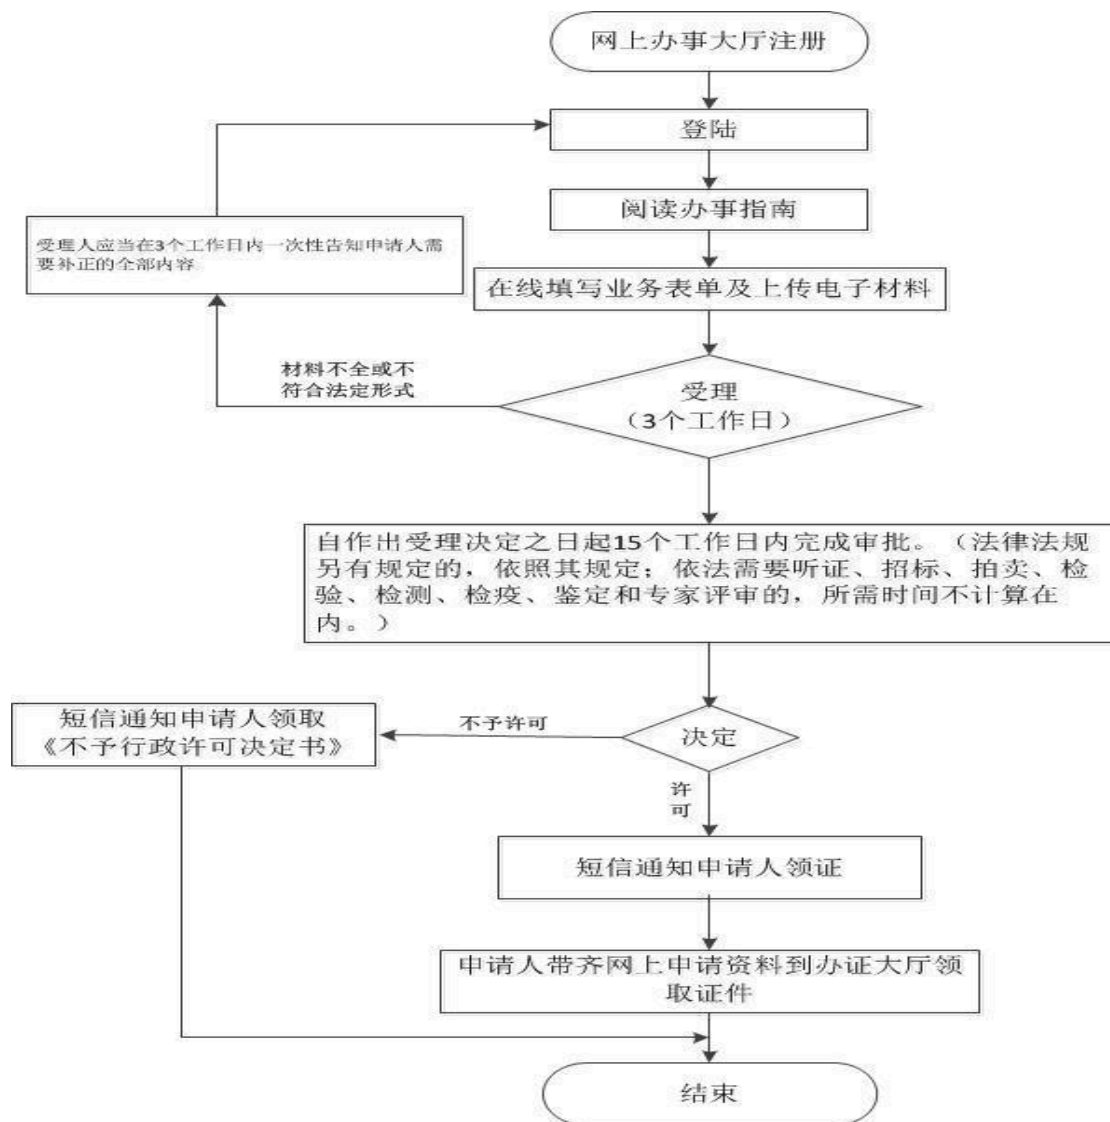 网上办事大厅注册
登陆
阅读办事指南
受理人应当在3个工作日内一次性告知申请人需
要补正的全部内容
在线填写业务表单及上传电子材料
材料不全或不
符合法定形式
受理
（3个工作日）
自作出受理决定之日起15个工作日内完成审批。（法律法规
另有规定的，依照其规定；依法需要听证、招标、拍卖、检
验、检测、检疫、鉴定和专家评审的，所需时间不计算在
内。）
短信通知申请人领取
《不予行政许可决定书》
不予许可
决定
许
可
短信通知申请人领证
申请人带齐网上申请资料到办证大厅领
取证件
结束